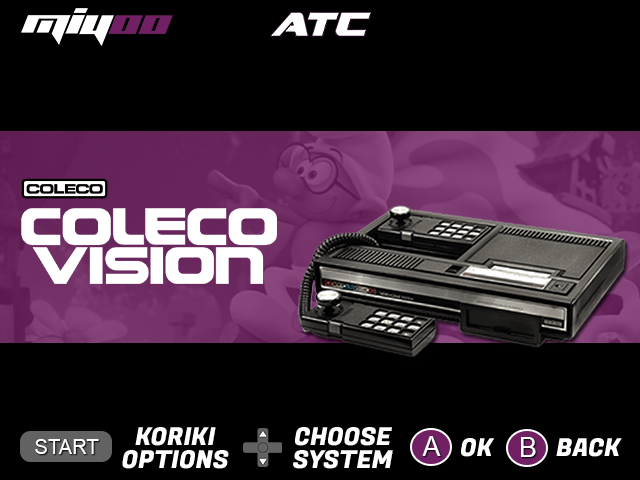 miyoo
ATC
COLECO
COLECO
VISION
START
KORIKI
OPTIONS
CHOOSE
SYSTEM
A
OK
B
BACK